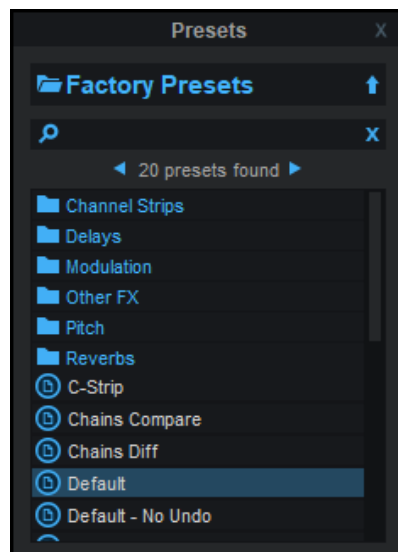 Presets X
Factory Presets
X
20 presets found
Channel Strips
Delays
Modulation
Other FX
Pitch
Reverbs
C-Strip
Chains Compare
Chains Diff
Default
Default - No Undo